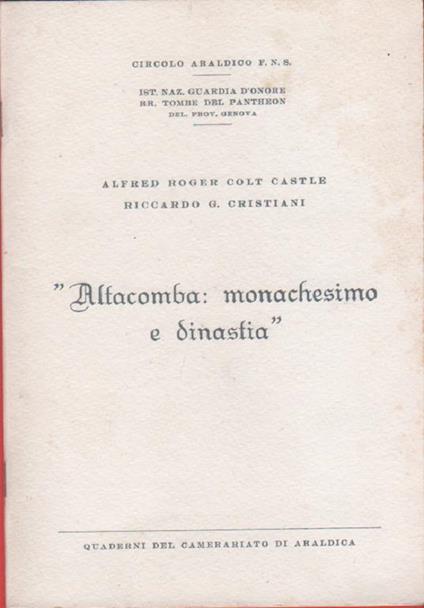 CIRCOLO ARALDICO F. N. S.
IST. NAZ. GUARDIA D'ONORE
RR. TOMBE DEL PANTHEON
DEL. PROV. GENOVA
ALFRED ROGER COLT CASTLE
RICCARDO G. CRISTIANI
"Altacomba: monachesimo
e dinastia"
QUADERNI DEL CAMERARIATO DI ARALDICA